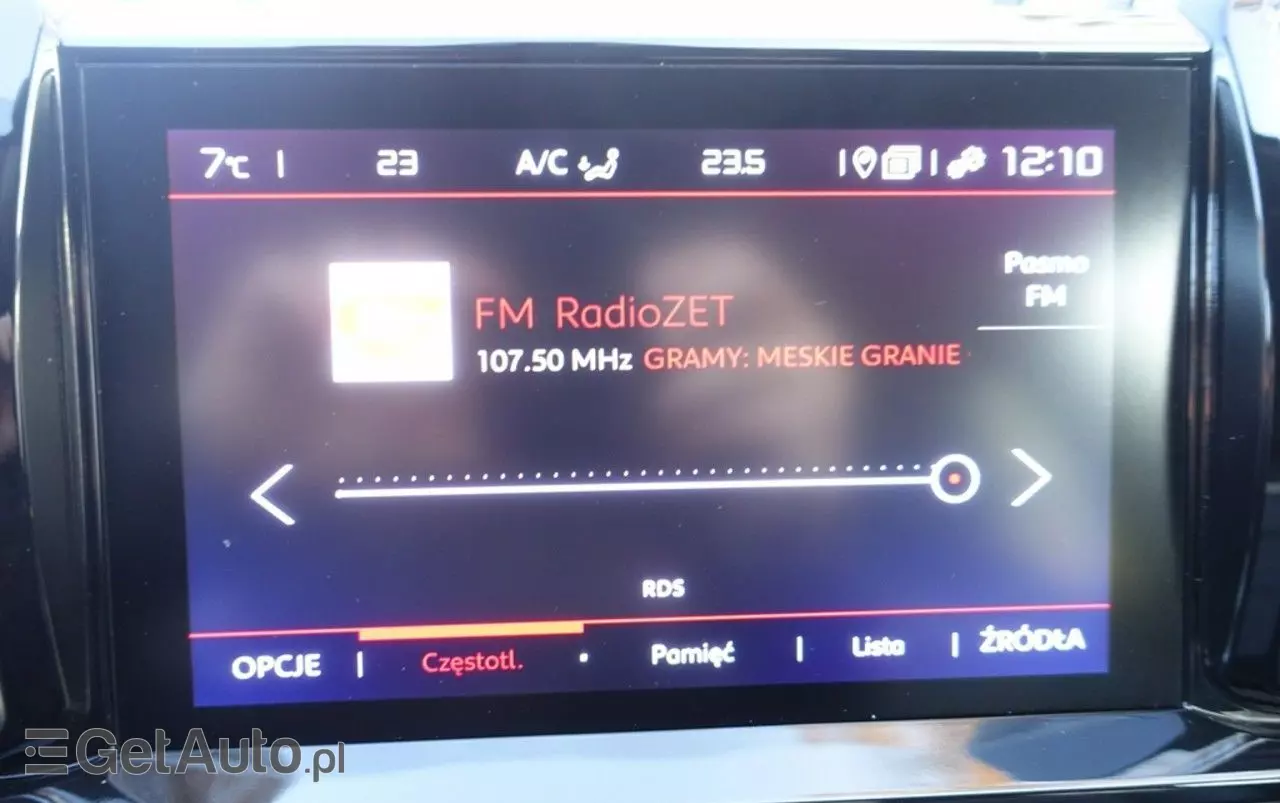 7°C | 23 A/C 23.5 | | 12:10
Pasmo
FM
FM RadioZET
107.50 MHz GRAMY: MESKIE GRANIE
RDS
OPCJE | Częstotl. Pamięć | Lista | ŹRÓDŁA
GetAuto.pl